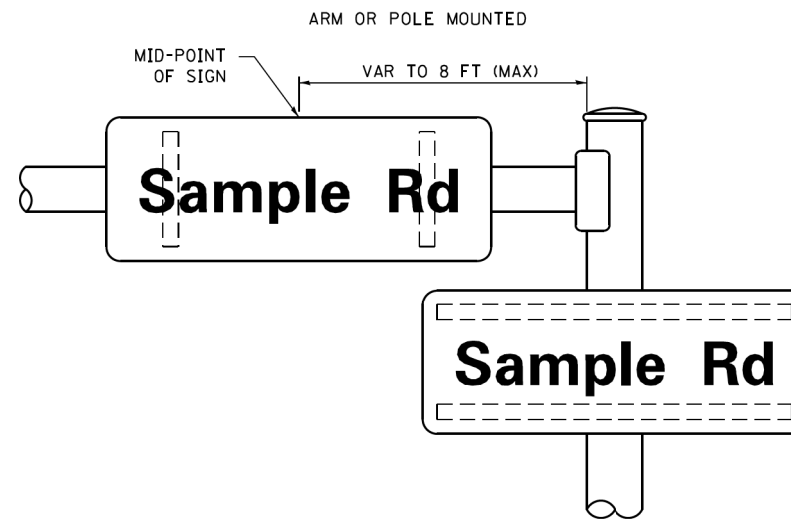 ARM OR POLE MOUNTED
MID-POINT
OF SIGN
VAR TO 8 FT (MAX)
Sample Rd
Sample Rd